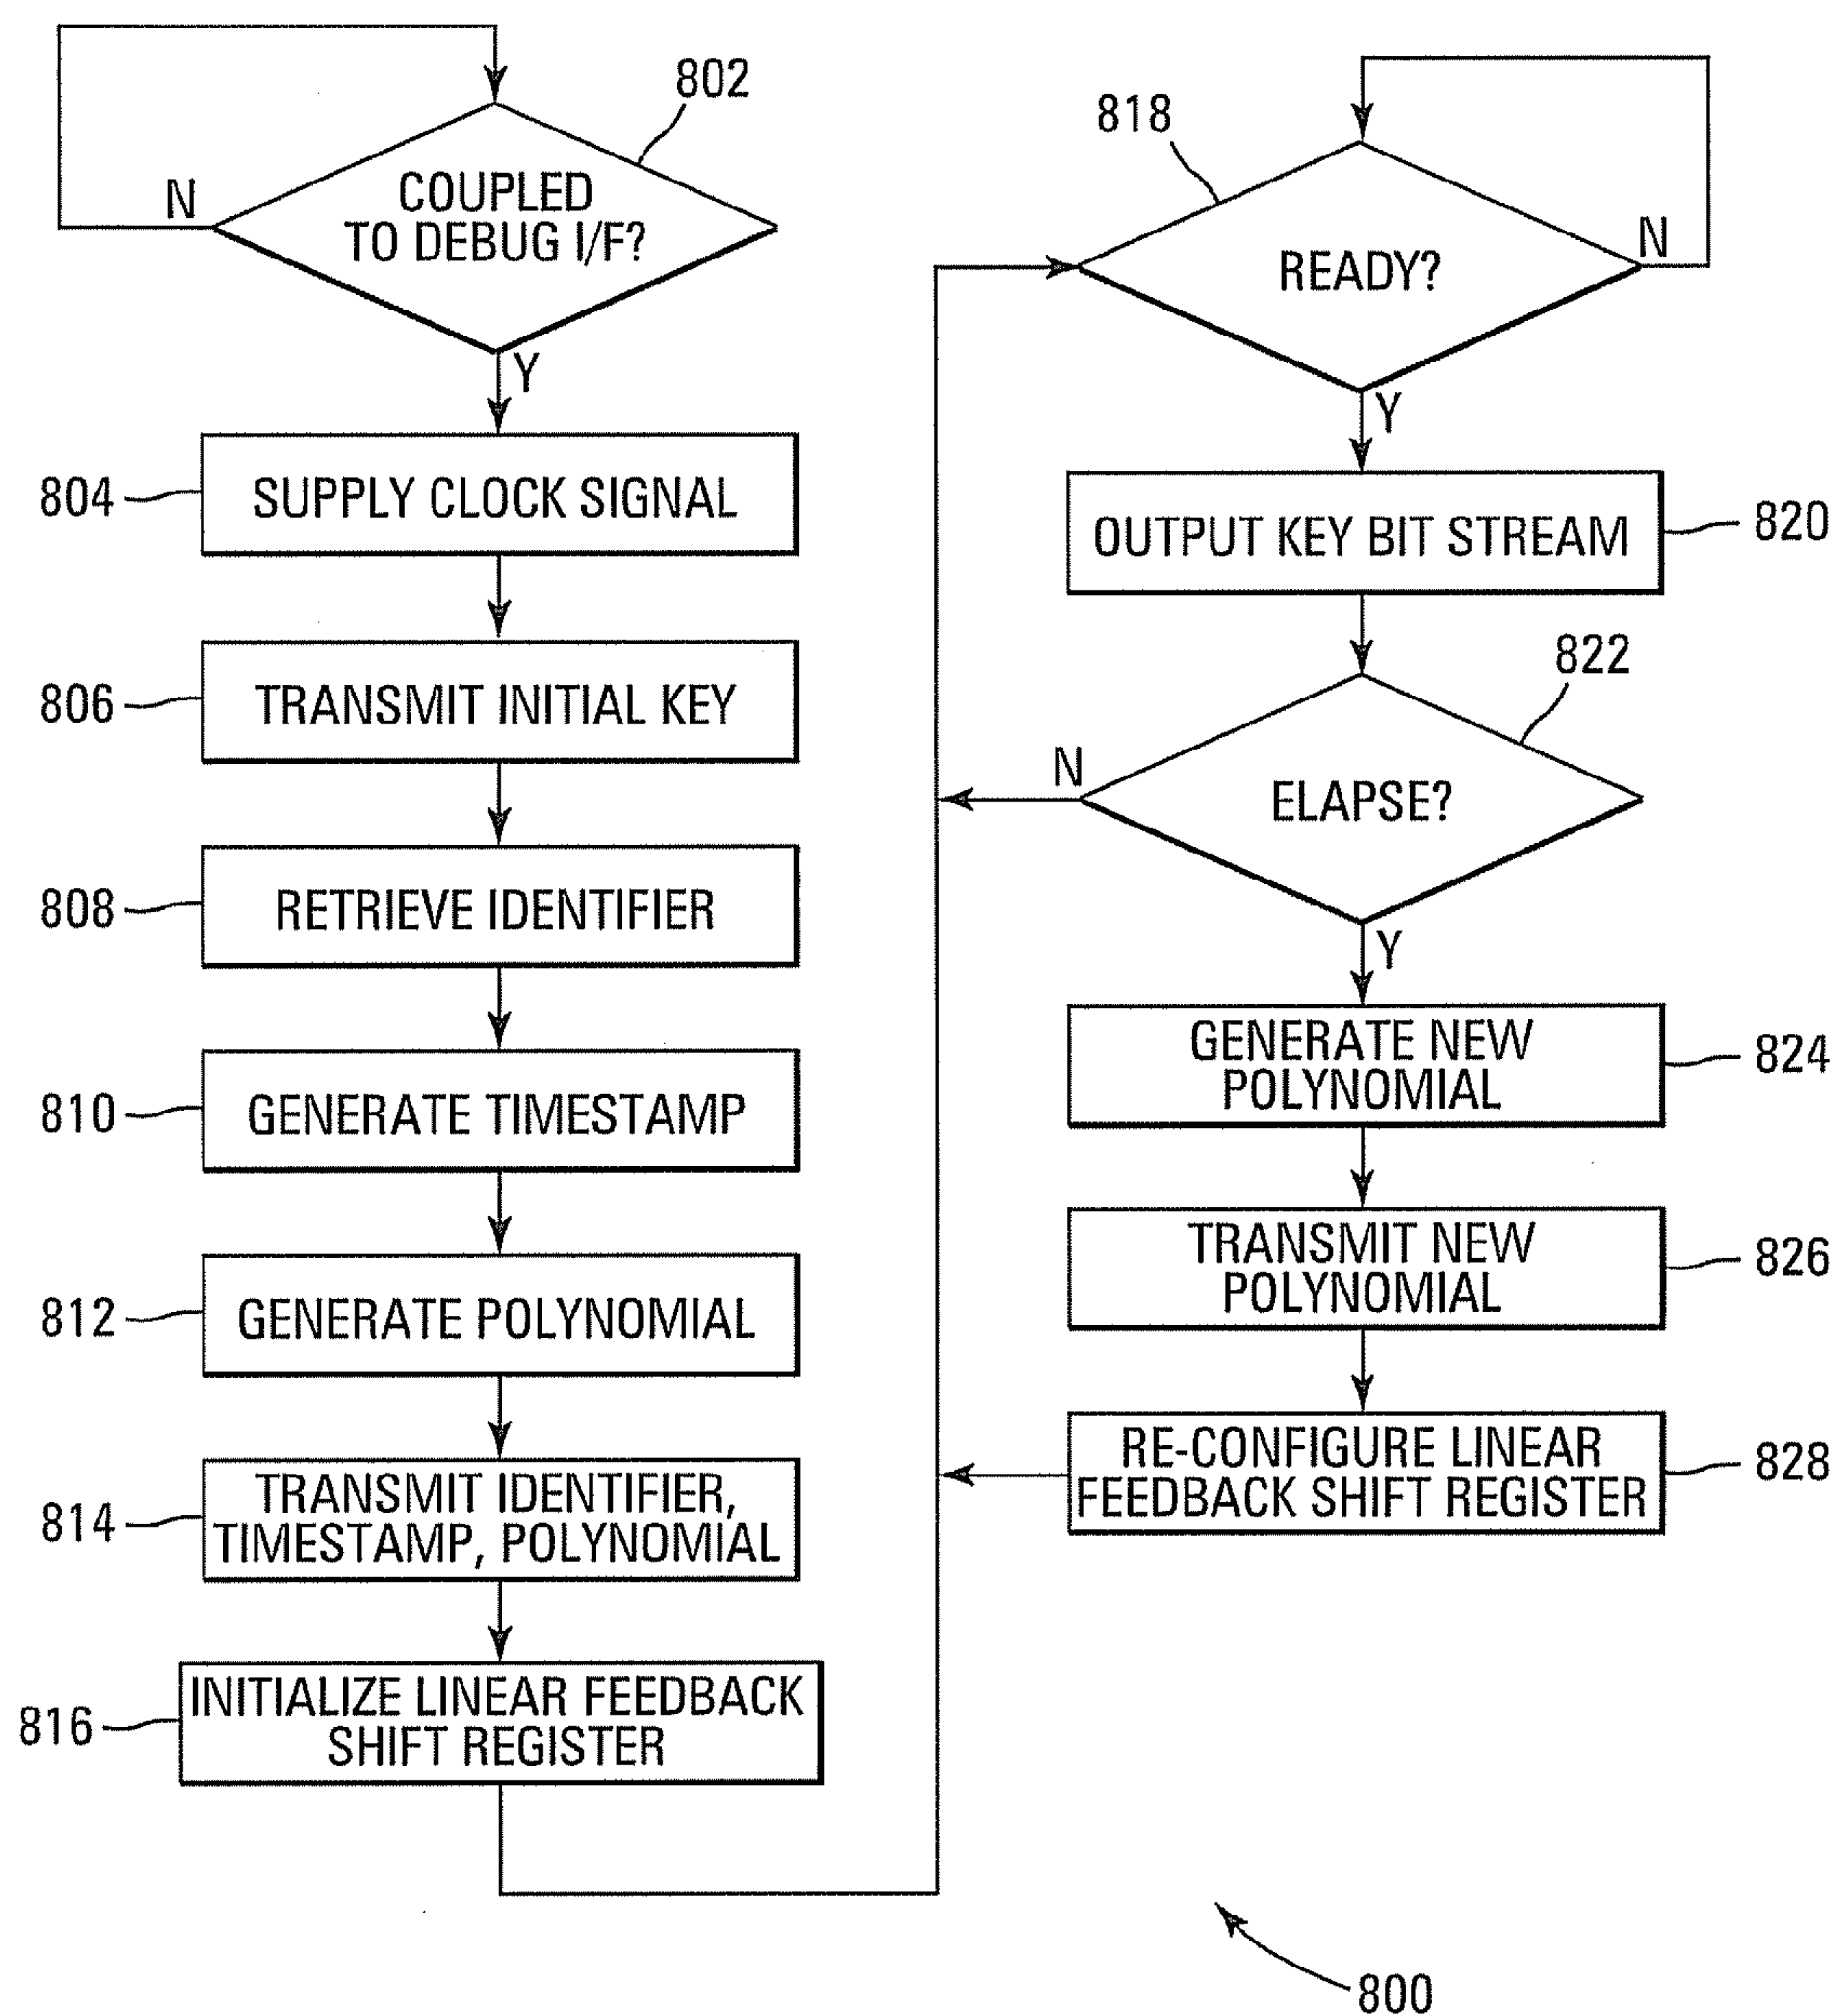 802
COUPLED
TO DEBUG I/F?
N
Y
804
SUPPLY CLOCK SIGNAL
806
TRANSMIT INITIAL KEY
808
RETRIEVE IDENTIFIER
810
GENERATE TIMESTAMP
812
GENERATE POLYNOMIAL
814
TRANSMIT IDENTIFIER,
TIMESTAMP, POLYNOMIAL
816
INITIALIZE LINEAR FEEDBACK
SHIFT REGISTER
818
READY?
N
Y
OUTPUT KEY BIT STREAM
820
822
ELAPSE?
N
Y
GENERATE NEW
POLYNOMIAL
824
TRANSMIT NEW
POLYNOMIAL
826
RE-CONFIGURE LINEAR
FEEDBACK SHIFT REGISTER
828
800